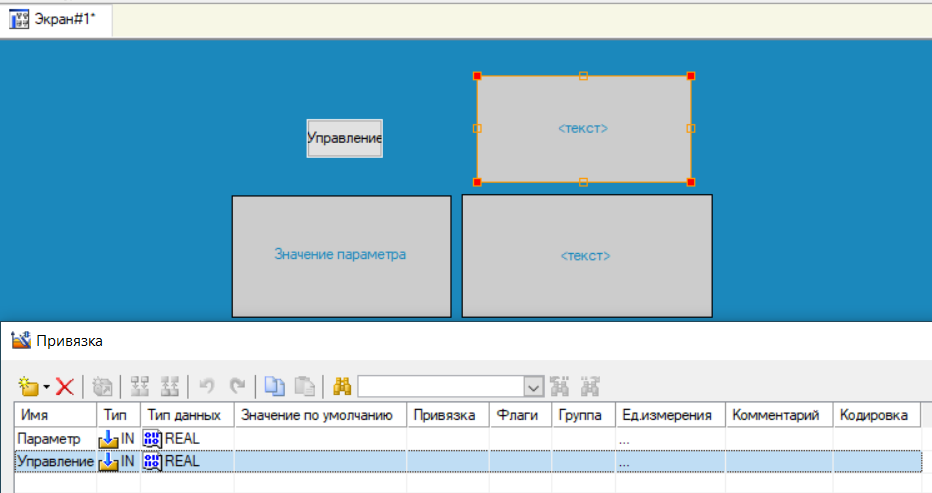 Экран#1*
Управление
<текст>
Значение параметра
<текст>
Привязка
Имя Тип Тип данных Значение по умолчанию Привязка Флаги Группа Ед.измерения Комментарий Кодировка
Параметр IN REAL ...
Управление IN REAL ...